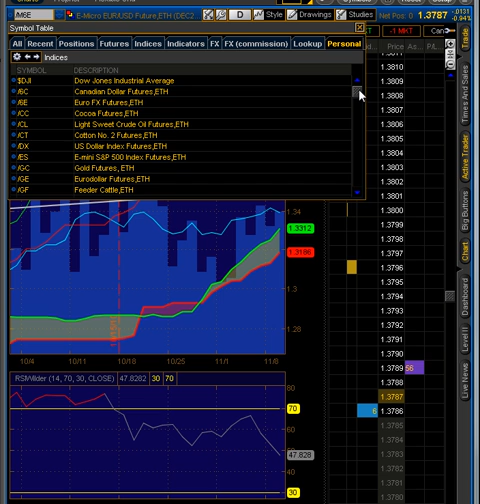 /M6E
E-Micro EUR/USD Future,ETH (DEC2
D
Style
Drawings
Studies
Net Pos: 0
1.3787
.0131
-0.94%
Symbol Table
All Recent Positions Futures Indices Indicators FX FX (commission) Lookup Personal
Indices
SYMBOL DESCRIPTION
$DJI Dow Jones Industrial Average
/6C Canadian Dollar Futures,ETH
/6E Euro FX Futures,ETH
/CC Cocoa Futures,ETH
/CL Light Sweet Crude Oil Futures,ETH
/CT Cotton No. 2 Futures,ETH
/DX US Dollar Index Futures,ETH
/ES E-mini S&P 500 Index Futures,ETH
/GC Gold Futures, ETH
/GE Eurodollar Futures,ETH
/GF Feeder Cattle,ETH
-1 MKT
Can
Price As... P/L
1.3810
1.3809
1.3808
1.3807
1.3806
1.3805
1.3804
1.3803
1.3802
1.3801
1.3800
1.3799
1.3798
1.3797
1.3796
1.3795
1.3794
1.3793
1.3792
1.3791
1.3790
1.3789 56
1.3788
1.3787
6 1.3786
1.3785
1.3784
1.3783
1.3782
1.3781
1.3780
Trade
Times And Sales
Active Trader
Big Buttons
Chart
Dashboard
Level II
Live News
1.34
1.3312
1.3186
1.3
1.28
10/4 10/11 10/18 10/25 11/1 11/8
RSIWilder (14, 70, 30, CLOSE) 47.8282 30 70
80
70
60
47.828
40
30